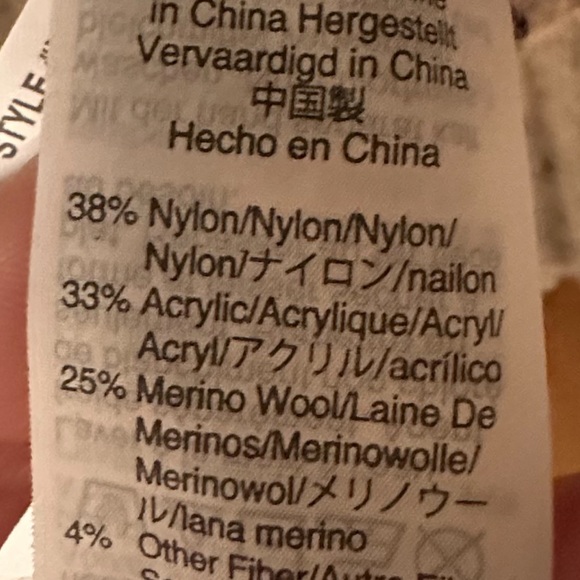 STYLE
in China Hergestellt
Vervaardigd in China
中国製
Hecho en China
38% Nylon/Nylon/Nylon/
Nylon/ナイロン/nailon
33% Acrylic/Acrylique/Acryl/
Acryl/アクリル/acrílico
25% Merino Wool/Laine De
Merinos/Merinowolle/
Merinowol/メリノウー
ル/lana merino
4% Other Fiber/Autre